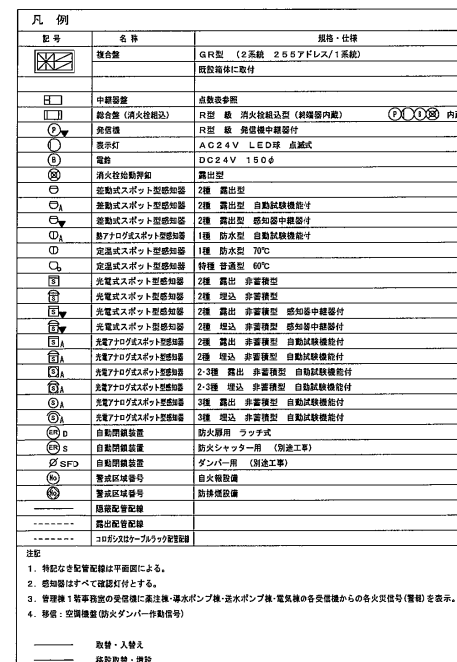 凡 例
記号 名称 規格・仕様
複合盤 GR型 (2系統 255アドレス/1系統)
既設箱体に取付
中継器盤 点数表参照
総合盤(消火栓組込) R型 級 消火栓組込型(終端器内蔵) P B
P 発信機 R型 級 発信機中継器付
表示灯 AC24V LED球 点滅式
B 電鈴 DC24V 150φ
消火栓始動押釦 露出型
差動式スポット型感知器 2種 露出型
A 差動式スポット型感知器 2種 露出型 自動試験機能付
差動式スポット型感知器 2種 露出型 感知器中継器付
A 熱アナログ式スポット型感知器 1種 防水型 自動試験機能付
定温式スポット型感知器 1種 防水型 70℃
定温式スポット型感知器 特種 普通型 60℃
S 光電式スポット型感知器 2種 露出 非蓄積型
S 光電式スポット型感知器 2種 埋込 非蓄積型
S 光電式スポット型感知器 2種 露出 非蓄積型 感知器中継器付
S 光電式スポット型感知器 2種 埋込 非蓄積型 感知器中継器付
S A 光電アナログ式スポット型感知器 2種 露出 非蓄積型 自動試験機能付
S A 光電アナログ式スポット型感知器 2種 埋込 非蓄積型 自動試験機能付
S A 光電アナログ式スポット型感知器 2・3種 露出 非蓄積型 自動試験機能付
S A 光電アナログ式スポット型感知器 2・3種 埋込 非蓄積型 自動試験機能付
S A 光電アナログ式スポット型感知器 3種 露出 非蓄積型 自動試験機能付
S A 光電アナログ式スポット型感知器 3種 埋込 非蓄積型 自動試験機能付
ER D 自動閉鎖装置 防火扉用 ラッチ式
ER S 自動閉鎖装置 防火シャッター用 (別途工事)
Ø SFD 自動閉鎖装置 ダンパー用 (別途工事)
No 警戒区域番号 自火報設備
No 警戒区域番号 防排煙設備
隠蔽配管配線
露出配管配線
コロガシ又はケーブルラック配管配線
注記
1. 特記なき配管配線は平面図による。
2. 感知器はすべて確認灯付とする。
3. 管理棟1階事務室の受信機に薬注棟・導水ポンプ棟・送水ポンプ棟・電気棟の各受信機からの各火災信号(警報)を表示。
4. 移信:空調機盤(防火ダンパー作動信号)
取替・入替え
移設取替・増設